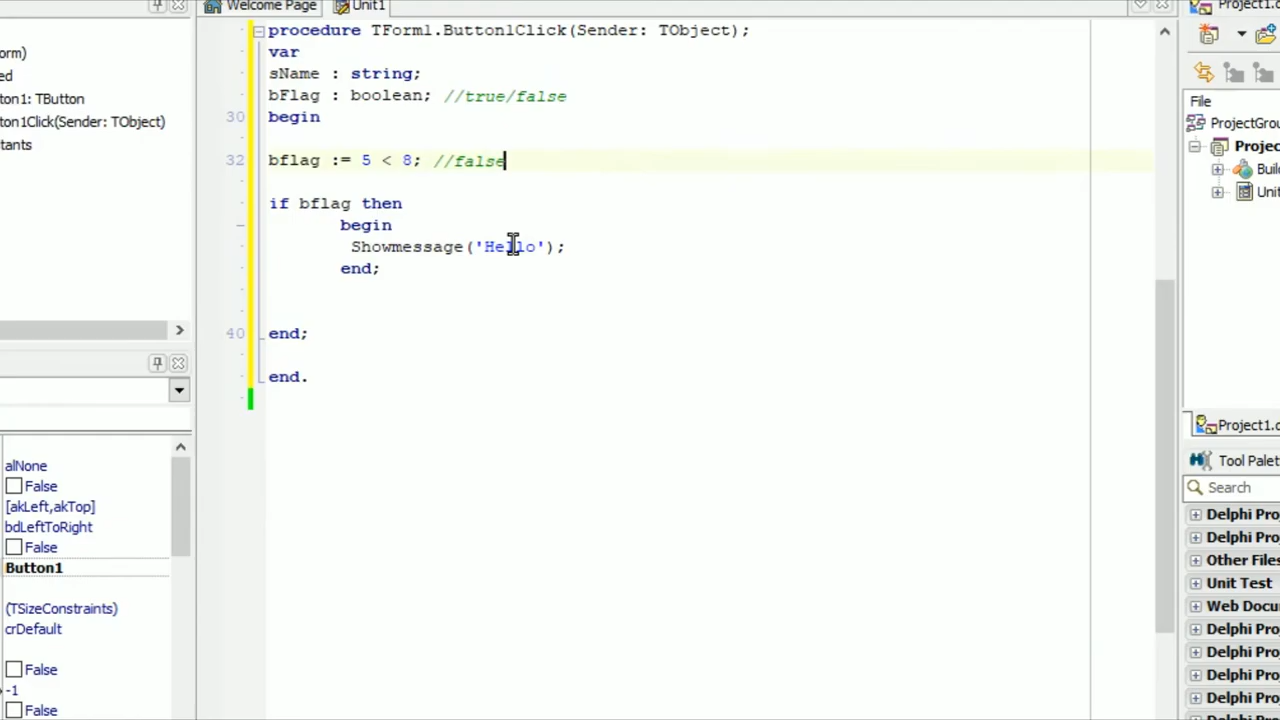 Welcome Page
Unit1
Project1.
orm)
ed
ton1: TButton
ton1Click(Sender: TObject)
tants
procedure TForm1.Button1Click(Sender: TObject);
var
sName : string;
bFlag : boolean; //true/false
30 begin
32 bflag := 5 < 8; //false
if bflag then
begin
Showmessage('Hello');
end;
40 end;
end.
alNone
False
[akLeft,akTop]
bdLeftToRight
False
Button1
(TSizeConstraints)
crDefault
False
-1
False
File
ProjectGrou
Projec
Buil
Unit
Project1.d
Tool Palet
Search
Delphi Pro
Delphi Pro
Other Files
Unit Test
Web Docu
Delphi Pro
Delphi Pro
Delphi Pro
Delphi Pro
Delphi Pro